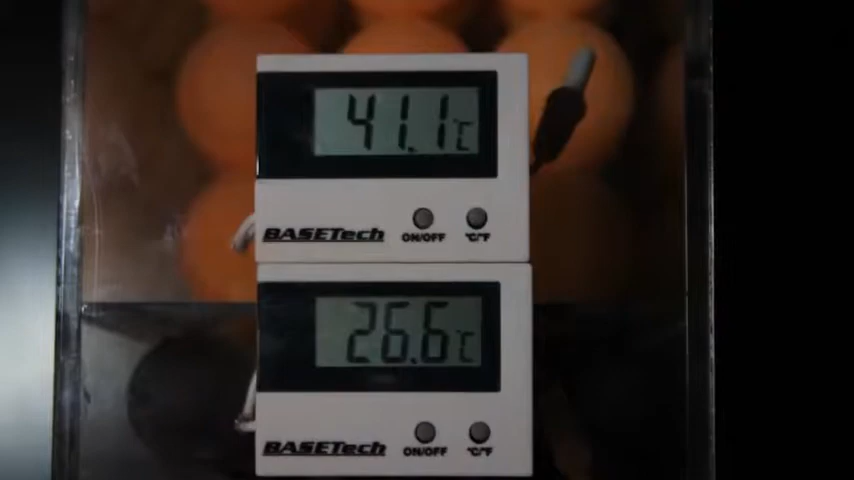 41.1°C
BASETech
ON/OFF °C/°F
26.6°C
BASETech
ON/OFF °C/°F